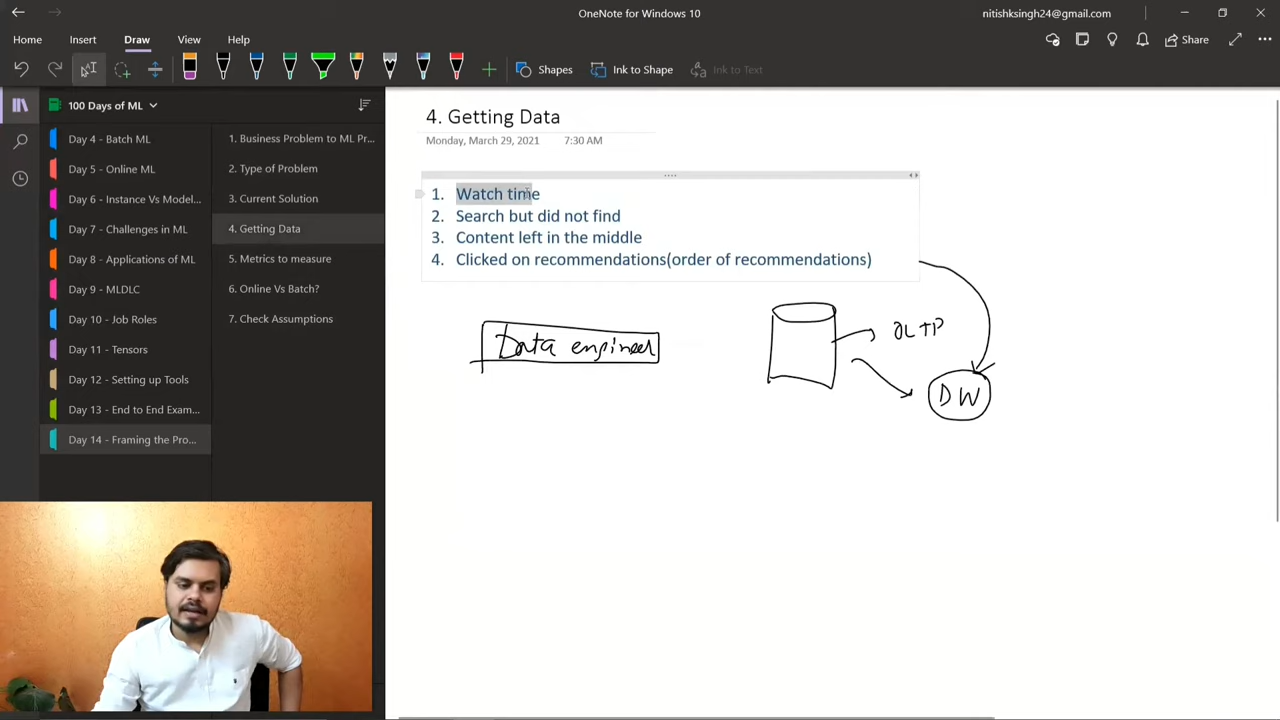 OneNote for Windows 10
nitishksingh24@gmail.com
Home
Insert
Draw
View
Help
Share
Shapes
Ink to Shape
Ink to Text
100 Days of ML
Day 4 - Batch ML
Day 5 - Online ML
Day 6 - Instance Vs Model...
Day 7 - Challenges in ML
Day 8 - Applications of ML
Day 9 - MLDLC
Day 10 - Job Roles
Day 11 - Tensors
Day 12 - Setting up Tools
Day 13 - End to End Exam...
Day 14 - Framing the Pro...
1. Business Problem to ML Pr...
2. Type of Problem
3. Current Solution
4. Getting Data
5. Metrics to measure
6. Online Vs Batch?
7. Check Assumptions
4. Getting Data
Monday, March 29, 2021 7:30 AM
1. Watch time
2. Search but did not find
3. Content left in the middle
4. Clicked on recommendations(order of recommendations)
Data engineer
OLTP
DW